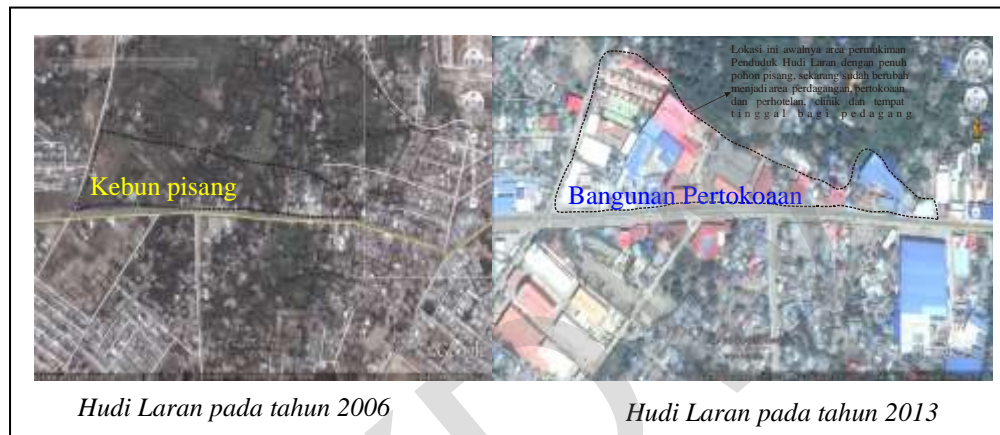 Lokasi ini awalnya area permukiman
Penduduk Hudi Laran dengan penuh
pohon pisang, sekarang sudah berubah
menjadi area perdagangan, pertokoaan
dan perhotelan, clinik dan tempat
tinggal bagi pedagang
Kebun pisang
Bangunan Pertokoaan
Hudi Laran pada tahun 2006
Hudi Laran pada tahun 2013